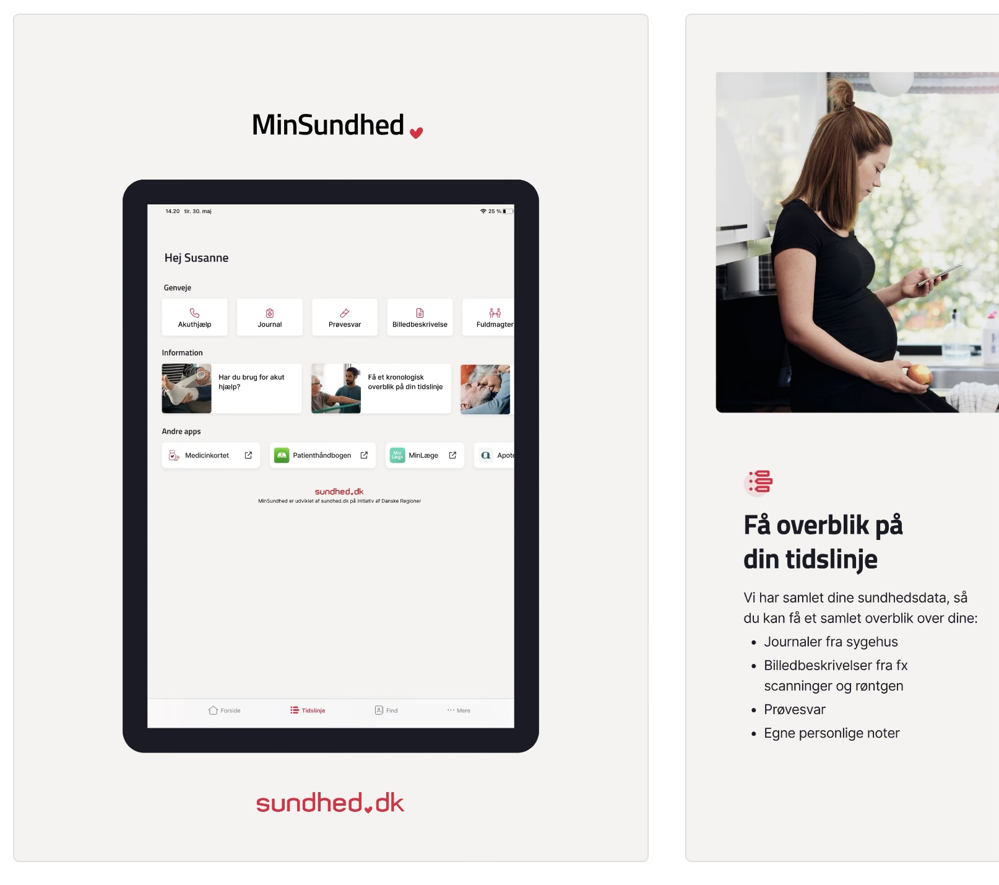 MinSundhed
14.20 tir. 30. maj
25 %
Hej Susanne
Genveje
Akuthjælp
Journal
Prøvesvar
Billedbeskrivelse
Fuldmagter
Information
Har du brug for akut
hjælp?
Få et kronologisk
overblik på din tidslinje
Andre apps
Medicinkortet
Patienthåndbogen
Min
Læge
MinLæge
a
Apote
sundhed.dk
MinSundhed er udviklet af sundhed.dk på initiativ af Danske Regioner
Forside
Tidslinje
Find
Mere
sundhed.dk
Få overblik på
din tidslinje
Vi har samlet dine sundhedsdata, så
du kan få et samlet overblik over dine:
• Journaler fra sygehus
• Billedbeskrivelser fra fx
scanninger og røntgen
• Prøvesvar
• Egne personlige noter